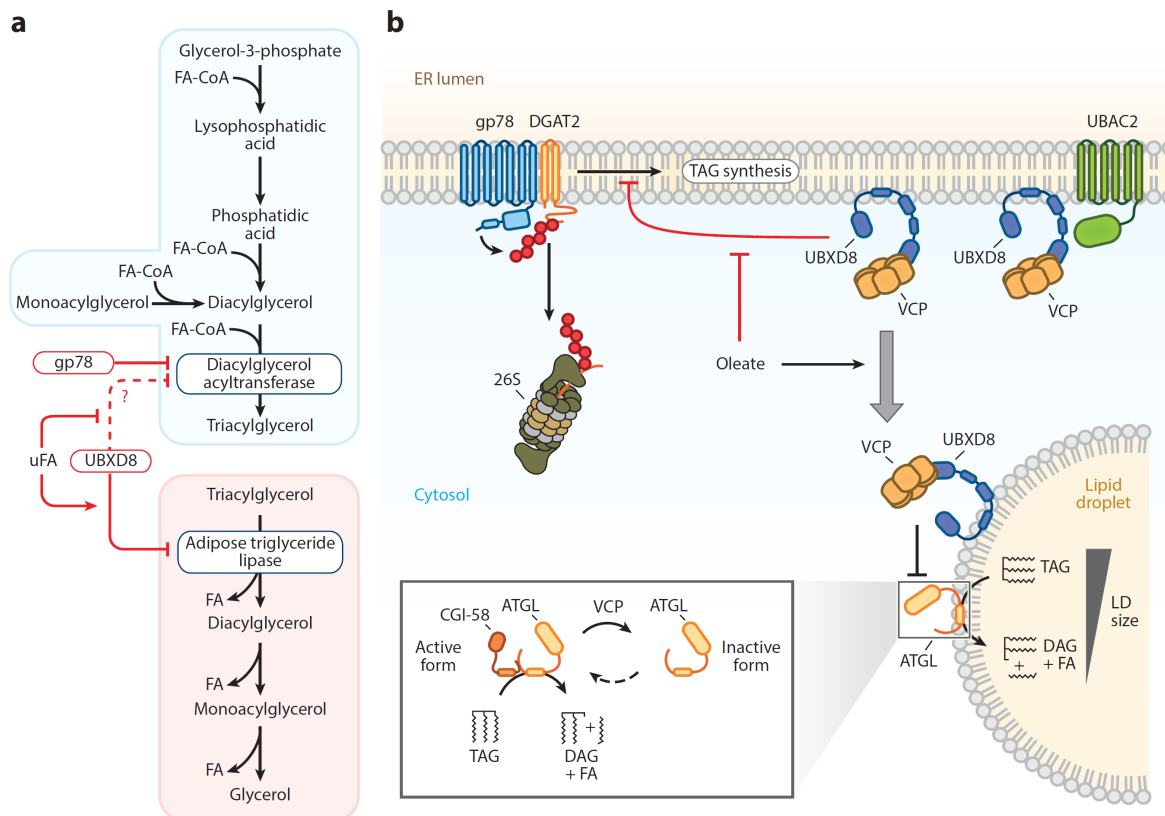 a
Glycerol-3-phosphate
FA-CoA
Lysophosphatidic
acid
Phosphatidic
acid
FA-CoA
FA-CoA
Monoacylglycerol
Diacylglycerol
FA-CoA
gp78
Diacylglycerol
acyltransferase
?
Triacylglycerol
uFA
UBXD8
Triacylglycerol
Adipose triglyceride
lipase
FA
Diacylglycerol
FA
Monoacylglycerol
FA
Glycerol
b
ER lumen
gp78
DGAT2
UBAC2
TAG synthesis
UBXD8
VCP
UBXD8
VCP
Oleate
26S
Cytosol
VCP
UBXD8
Lipid
droplet
TAG
LD
size
DAG
+ FA
+
ATGL
CGI-58
ATGL
VCP
ATGL
Active
form
Inactive
form
TAG
+
DAG
+ FA